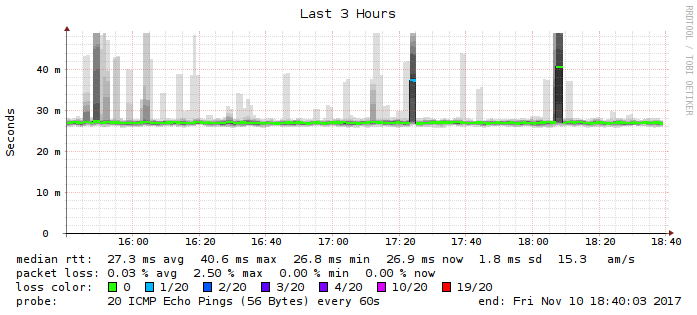 Last 3 Hours
RRDTOOL / TOBI OETIKER
Seconds
40 m
30 m
20 m
10 m
0
16:00 16:20 16:40 17:00 17:20 17:40 18:00 18:20 18:40
median rtt: 27.3 ms avg 40.6 ms max 26.8 ms min 26.9 ms now 1.8 ms sd 15.3 am/s
packet loss: 0.03 % avg 2.50 % max 0.00 % min 0.00 % now
loss color: 0 1/20 2/20 3/20 4/20 10/20 19/20
probe: 20 ICMP Echo Pings (56 Bytes) every 60s end: Fri Nov 10 18:40:03 2017